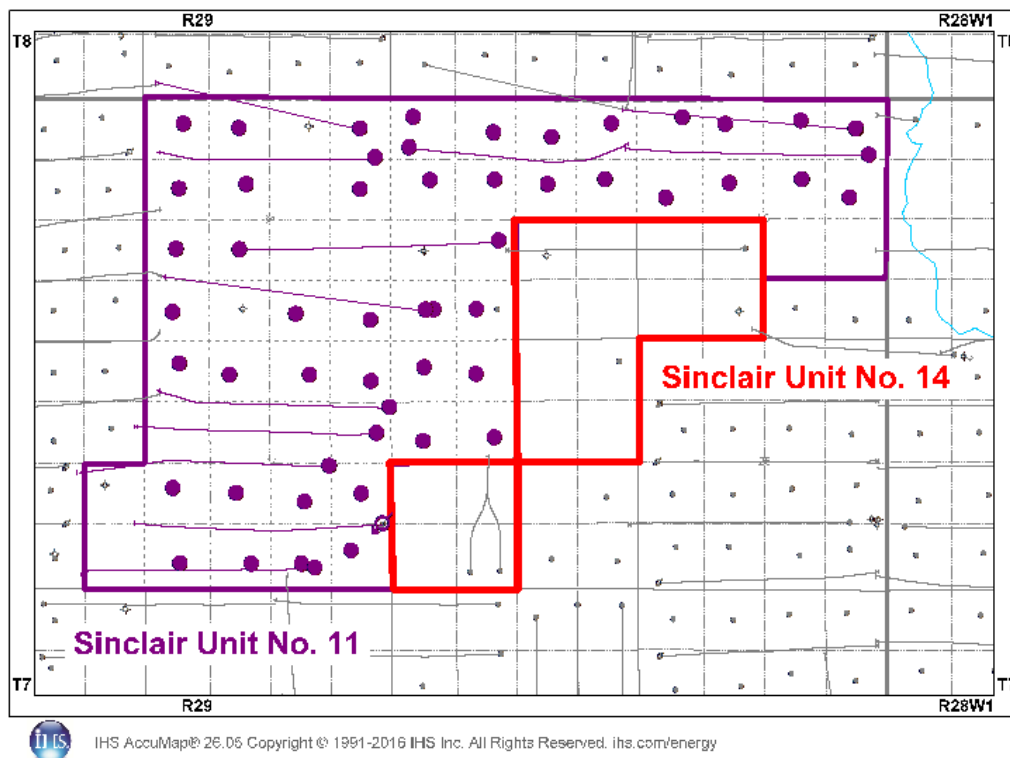 R29 R28W1
T8
Sinclair Unit No. 14
Sinclair Unit No. 11
T7
R29 R28W1
IHS AccuMap® 26.05 Copyright © 1991-2016 IHS Inc. All Rights Reserved. ihs.com/energy